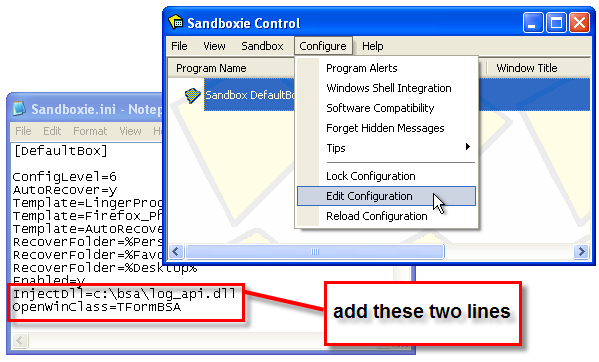 Sandboxie Control
File View Sandbox Configure Help
Program Name
Window Title
Sandbox DefaultBo
Program Alerts
Windows Shell Integration
Software Compatibility
Forget Hidden Messages
Tips
Lock Configuration
Edit Configuration
Reload Configuration
Sandboxie.ini - Notep
File Edit Format View Help
[DefaultBox]
ConfigLevel=6
AutoRecover=y
Template=LingerProg
Template=Firefox_Ph
Template=AutoRecove
RecoverFolder=%Pers
RecoverFolder=%Favo
RecoverFolder=%Desktop%
Enabled=y
InjectDll=c:\bsa\log_api.dll
OpenWinClass=TFormBSA
add these two lines